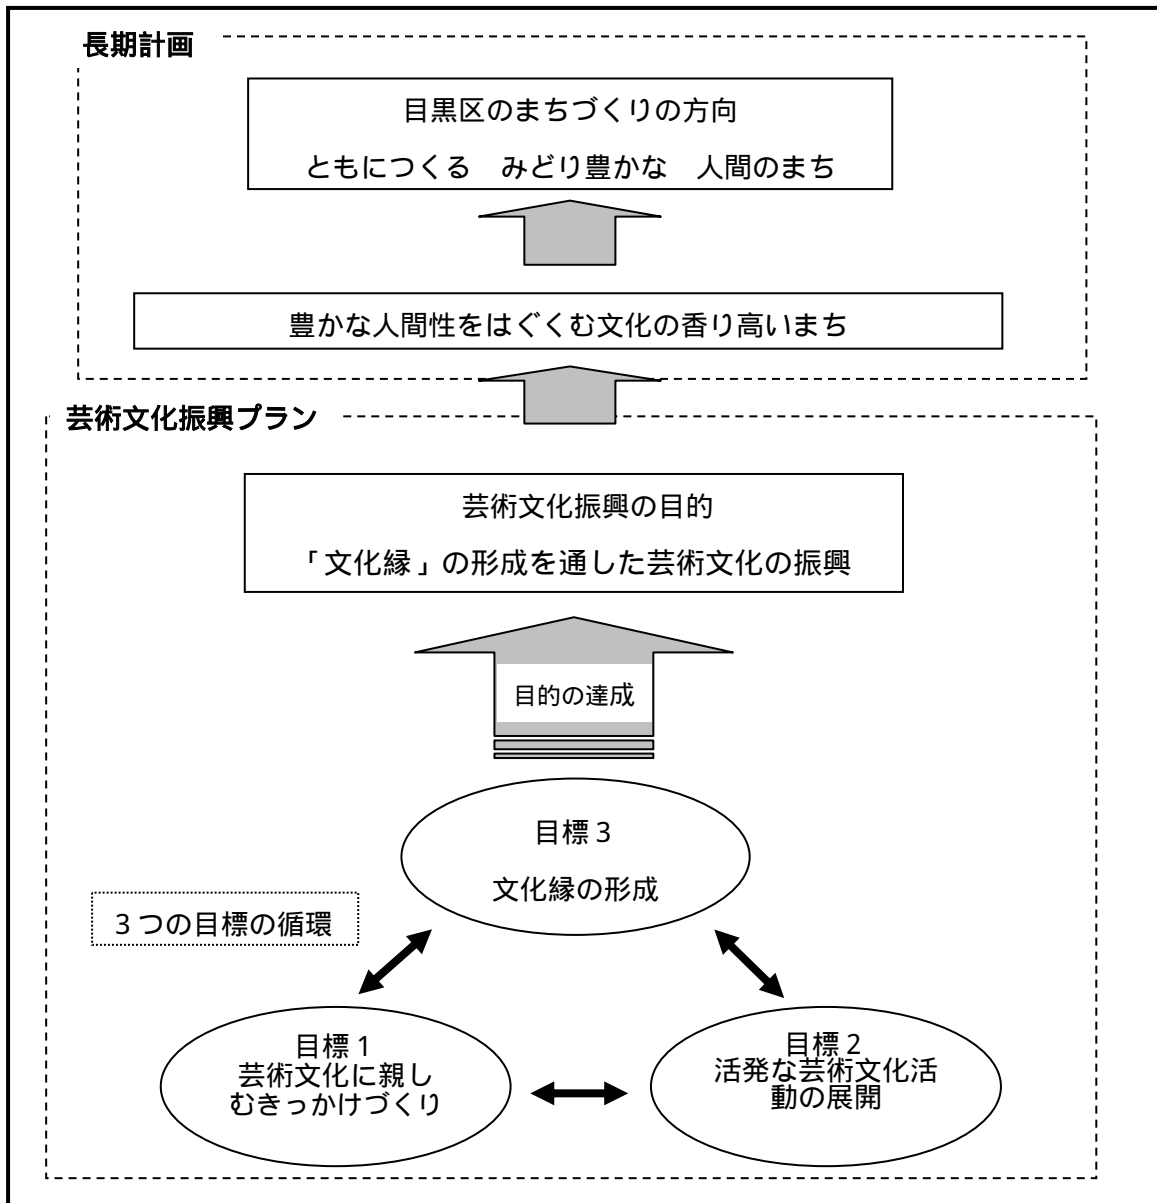 長期計画
目黒区のまちづくりの方向
ともにつくる　みどり豊かな　人間のまち
豊かな人間性をはぐくむ文化の香り高いまち
芸術文化振興プラン
芸術文化振興の目的
「文化縁」の形成を通した芸術文化の振興
目的の達成
目標3
文化縁の形成
3つの目標の循環
目標1
芸術文化に親し
むきっかけづくり
目標2
活発な芸術文化活
動の展開